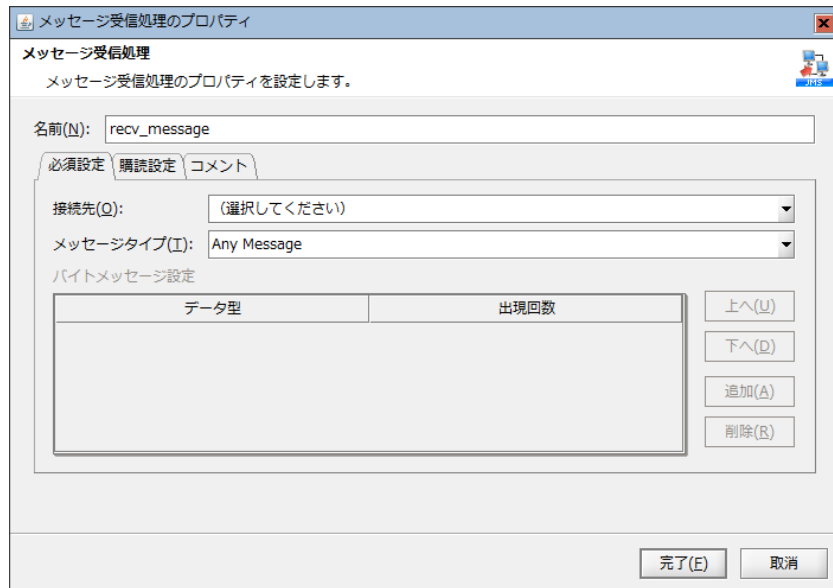 メッセージ受信処理のプロパティ
メッセージ受信処理
メッセージ受信処理のプロパティを設定します。
JMS
名前(N): recv_message
必須設定 購読設定 コメント
接続先(O): （選択してください）
メッセージタイプ(T): Any Message
バイトメッセージ設定
データ型 出現回数
上へ(U)
下へ(D)
追加(A)
削除(R)
完了(F) 取消